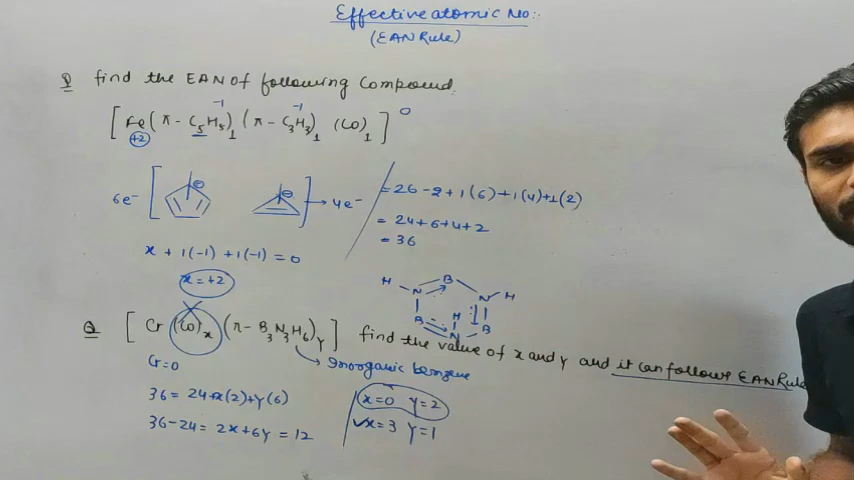 Effective atomic No:-
(EAN Rule)
Q find the EAN of following Compound.
[Fe(π-C5H5)1 (π-C3H3)1 (CO)1]0
-1 -1
+2
6e- [⊖ ⊖] → 4e-
= 26-2+1(6)+1(4)+1(2)
= 24+6+4+2
= 36
x + 1(-1) + 1(-1) = 0
x = +2
H N B N H
B H N B
Q [Cr (CO)x (π-B3N3H6)y] find the value of x and y and it can follows EAN Rule
→ Inorganic benzene
Cr=0
36 = 24+x(2)+y(6)
36-24 = 2x+6y = 12
x=0 y=2
✓x=3 y=1